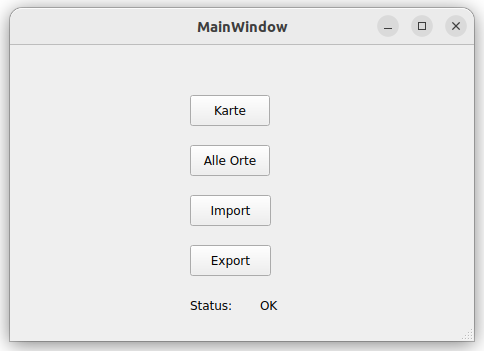 MainWindow
Karte
Alle Orte
Import
Export
Status: OK